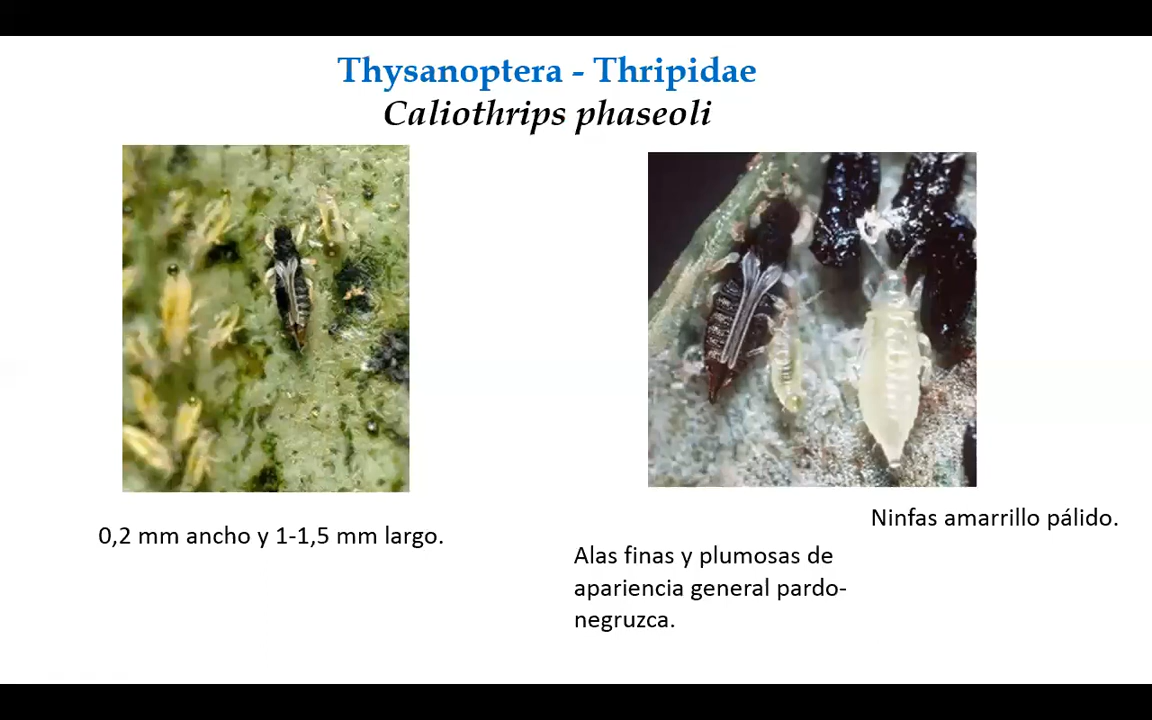 Thysanoptera - Thripidae
Caliothrips phaseoli
0,2 mm ancho y 1-1,5 mm largo.
Ninfas amarrillo pálido.
Alas finas y plumosas de
apariencia general pardo-
negruzca.